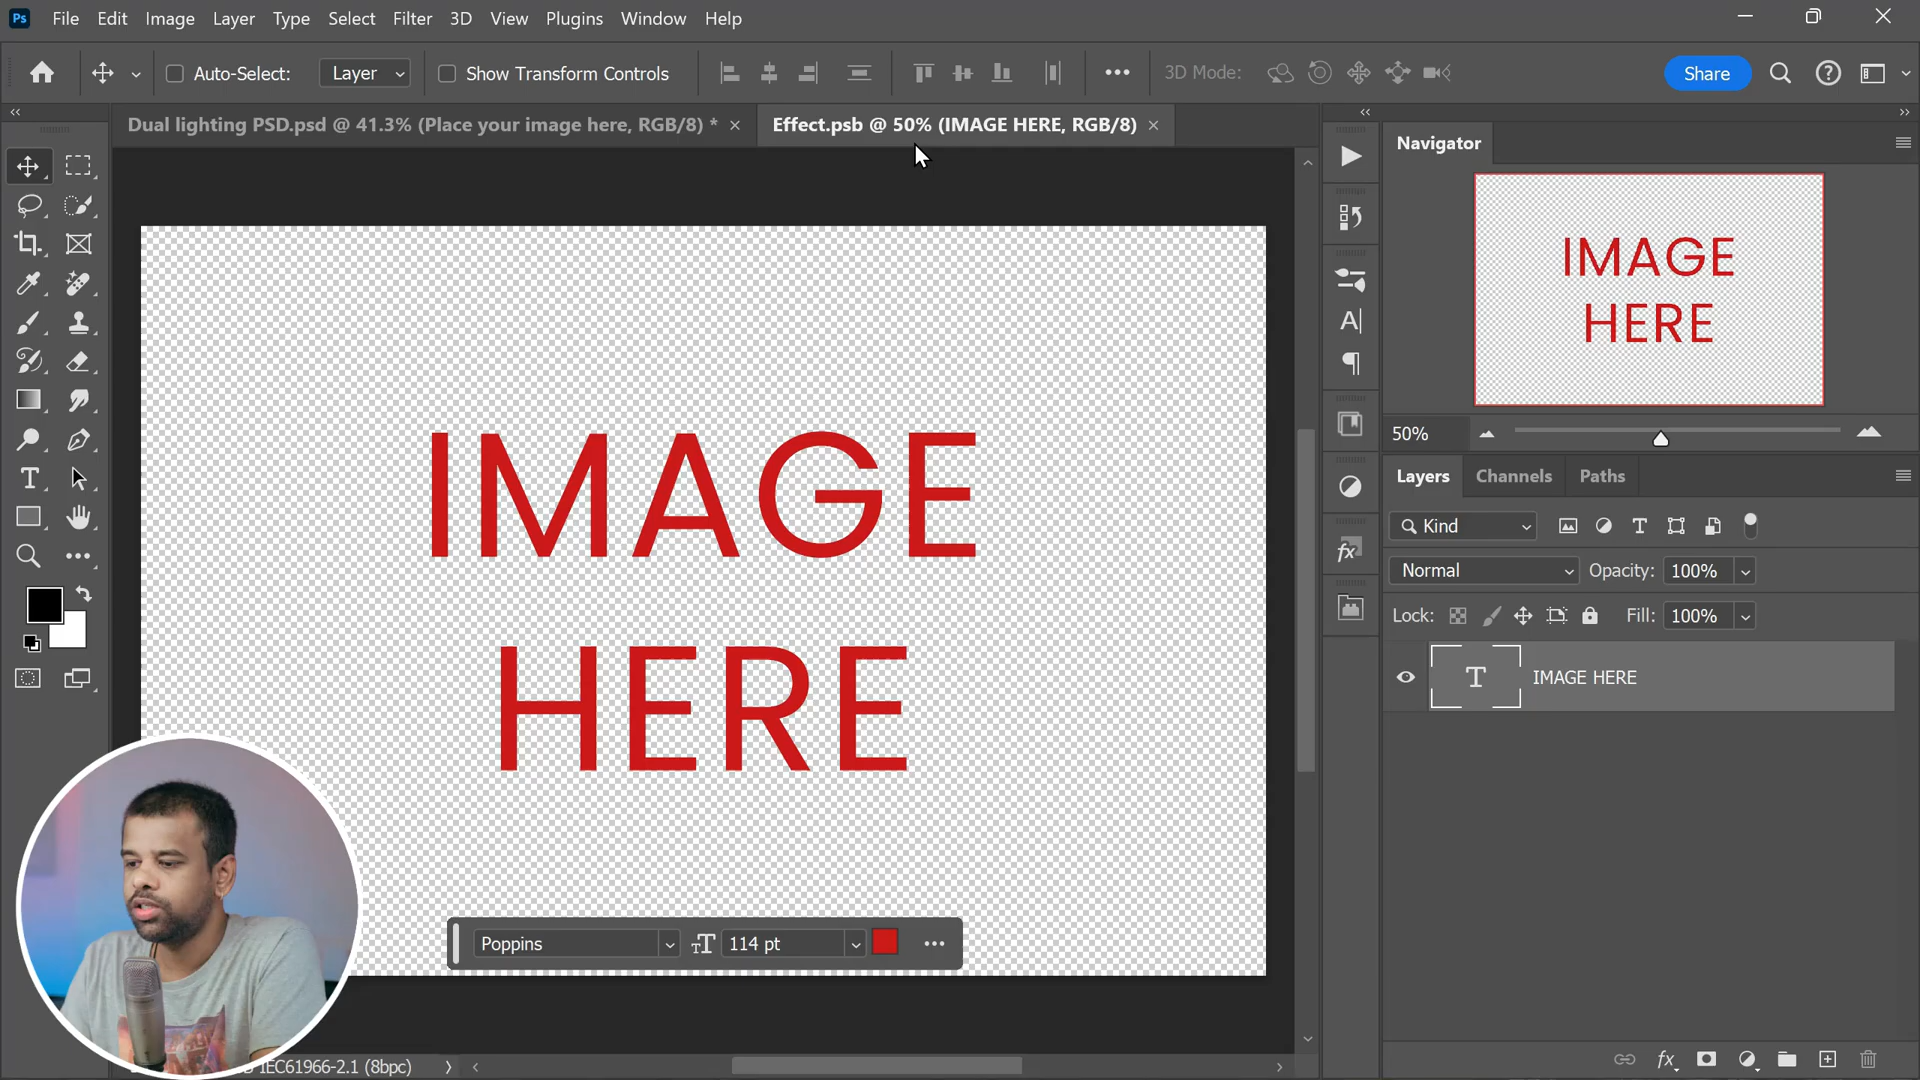 Ps File Edit Image Layer Type Select Filter 3D View Plugins Window Help
Auto-Select: Layer Show Transform Controls 3D Mode: Share
Dual lighting PSD.psd @ 41.3% (Place your image here, RGB/8) * Effect.psb @ 50% (IMAGE HERE, RGB/8)
Navigator
IMAGE
HERE
50%
Layers Channels Paths
Kind
Normal Opacity: 100%
Lock: Fill: 100%
IMAGE HERE
IMAGE
HERE
Poppins 114 pt
IEC61966-2.1 (8bpc)